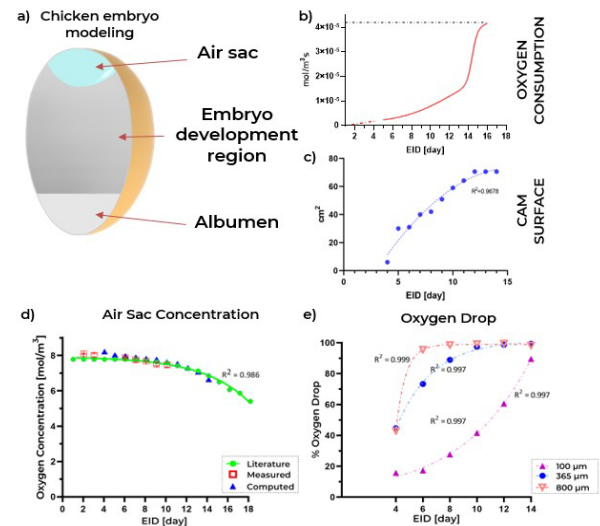 a)
Chicken embryo
modeling
Air sac
Embryo
development
region
Albumen
b)
4×10⁻⁵
3×10⁻⁵
2×10⁻⁵
1×10⁻⁵
0
mol/m³s
2 4 6 8 10 12 14 16 18
EID [day]
OXYGEN
CONSUMPTION
c)
80
60
40
20
0
cm²
R²=0.9678
0 5 10 15
EID [day]
CAM
SURFACE
d)
Air Sac Concentration
10
8
6
4
2
0
Oxygen Concentration [mol/m³]
R² = 0.986
Literature
Measured
Computed
0 2 4 6 8 10 12 14 16 18
EID [day]
e)
Oxygen Drop
100
80
60
40
20
0
% Oxygen Drop
R² = 0.999
R² = 0.997
R² = 0.997
R² = 0.997
100 µm
365 µm
800 µm
4 6 8 10 12 14
EID [day]